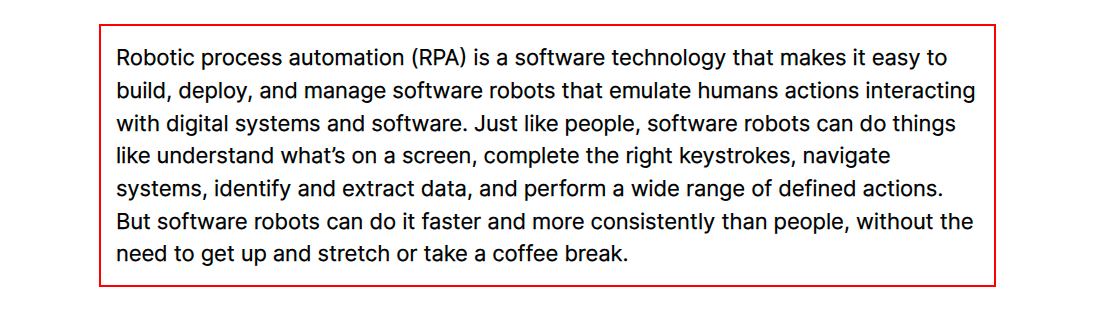 Robotic process automation (RPA) is a software technology that makes it easy to
build, deploy, and manage software robots that emulate humans actions interacting
with digital systems and software. Just like people, software robots can do things
like understand what’s on a screen, complete the right keystrokes, navigate
systems, identify and extract data, and perform a wide range of defined actions.
But software robots can do it faster and more consistently than people, without the
need to get up and stretch or take a coffee break.